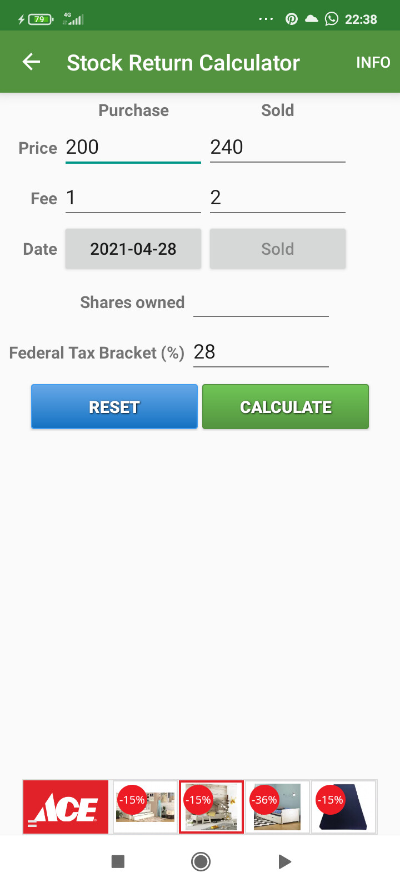 79 4G ... 22:38
Stock Return Calculator INFO
Purchase Sold
Price 200 240
Fee 1 2
Date 2021-04-28 Sold
Shares owned
Federal Tax Bracket (%) 28
RESET CALCULATE
ACE -15% -15% -36% -15%